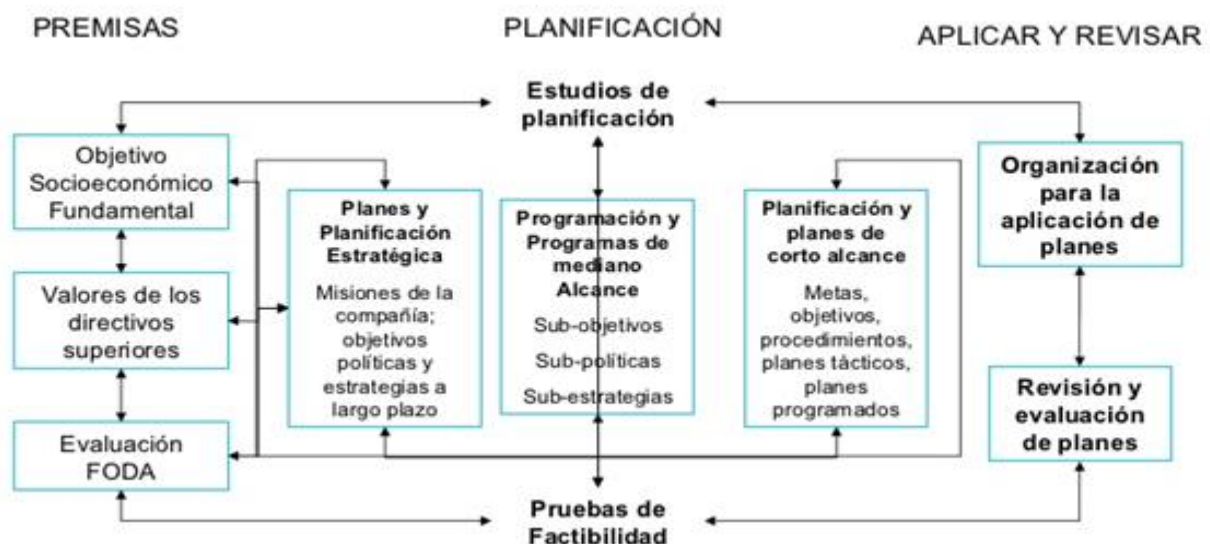 PREMISAS
PLANIFICACIÓN
APLICAR Y REVISAR
Estudios de
planificación
Objetivo
Socioeconómico
Fundamental
Valores de los
directivos
superiores
Evaluación
FODA
Planes y
Planificación
Estratégica
Misiones de la
compañía;
objetivos
políticas y
estrategias a
largo plazo
Programación y
Programas de
mediano
Alcance
Sub-objetivos
Sub-políticas
Sub-estrategias
Planificación y
planes de
corto alcance
Metas,
objetivos,
procedimientos,
planes tácticos,
planes
programados
Organización
para la
aplicación de
planes
Revisión y
evaluación
de planes
Pruebas de
Factibilidad